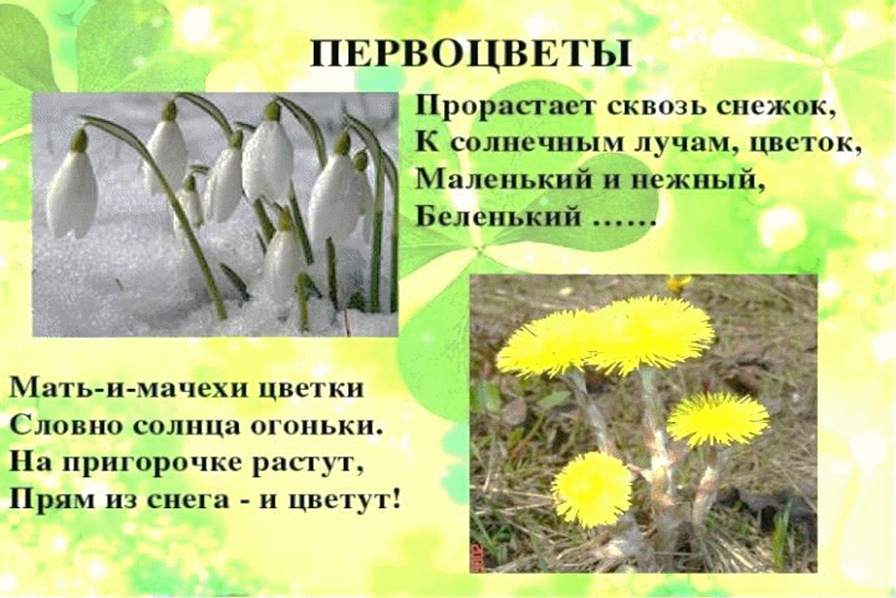 ПЕРВОЦВЕТЫ
Прорастает сквозь снежок,
К солнечным лучам, цветок,
Маленький и нежный,
Беленький ……
Мать-и-мачехи цветки
Словно солнца огоньки.
На пригорочке растут,
Прям из снега - и цветут!